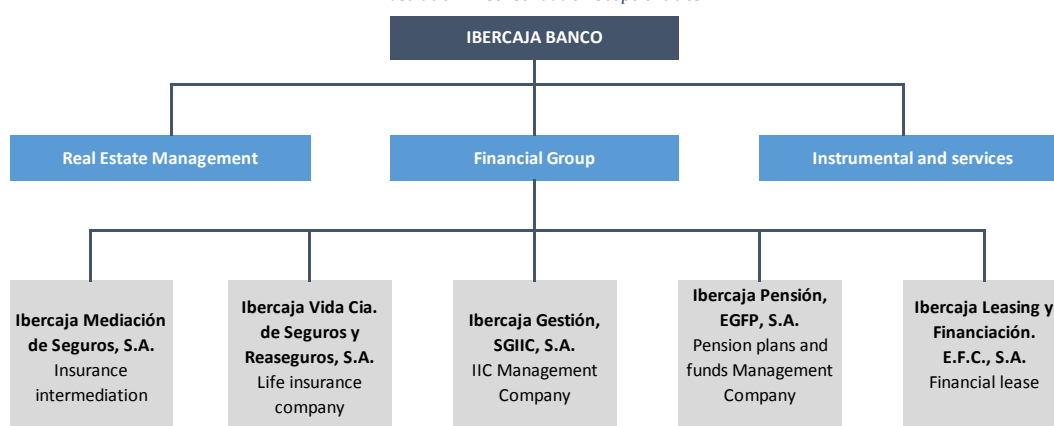 IBERCAJA BANCO
Real Estate Management
Financial Group
Instrumental and services
Ibercaja Mediación
de Seguros, S.A.
Insurance
intermediation
Ibercaja Vida Cia.
de Seguros y
Reaseguros, S.A.
Life insurance
company
Ibercaja Gestión,
SGIIC, S.A.
IIC Management
Company
Ibercaja Pensión,
EGFP, S.A.
Pension plans and
funds Management
Company
Ibercaja Leasing y
Financiación.
E.F.C., S.A.
Financial lease